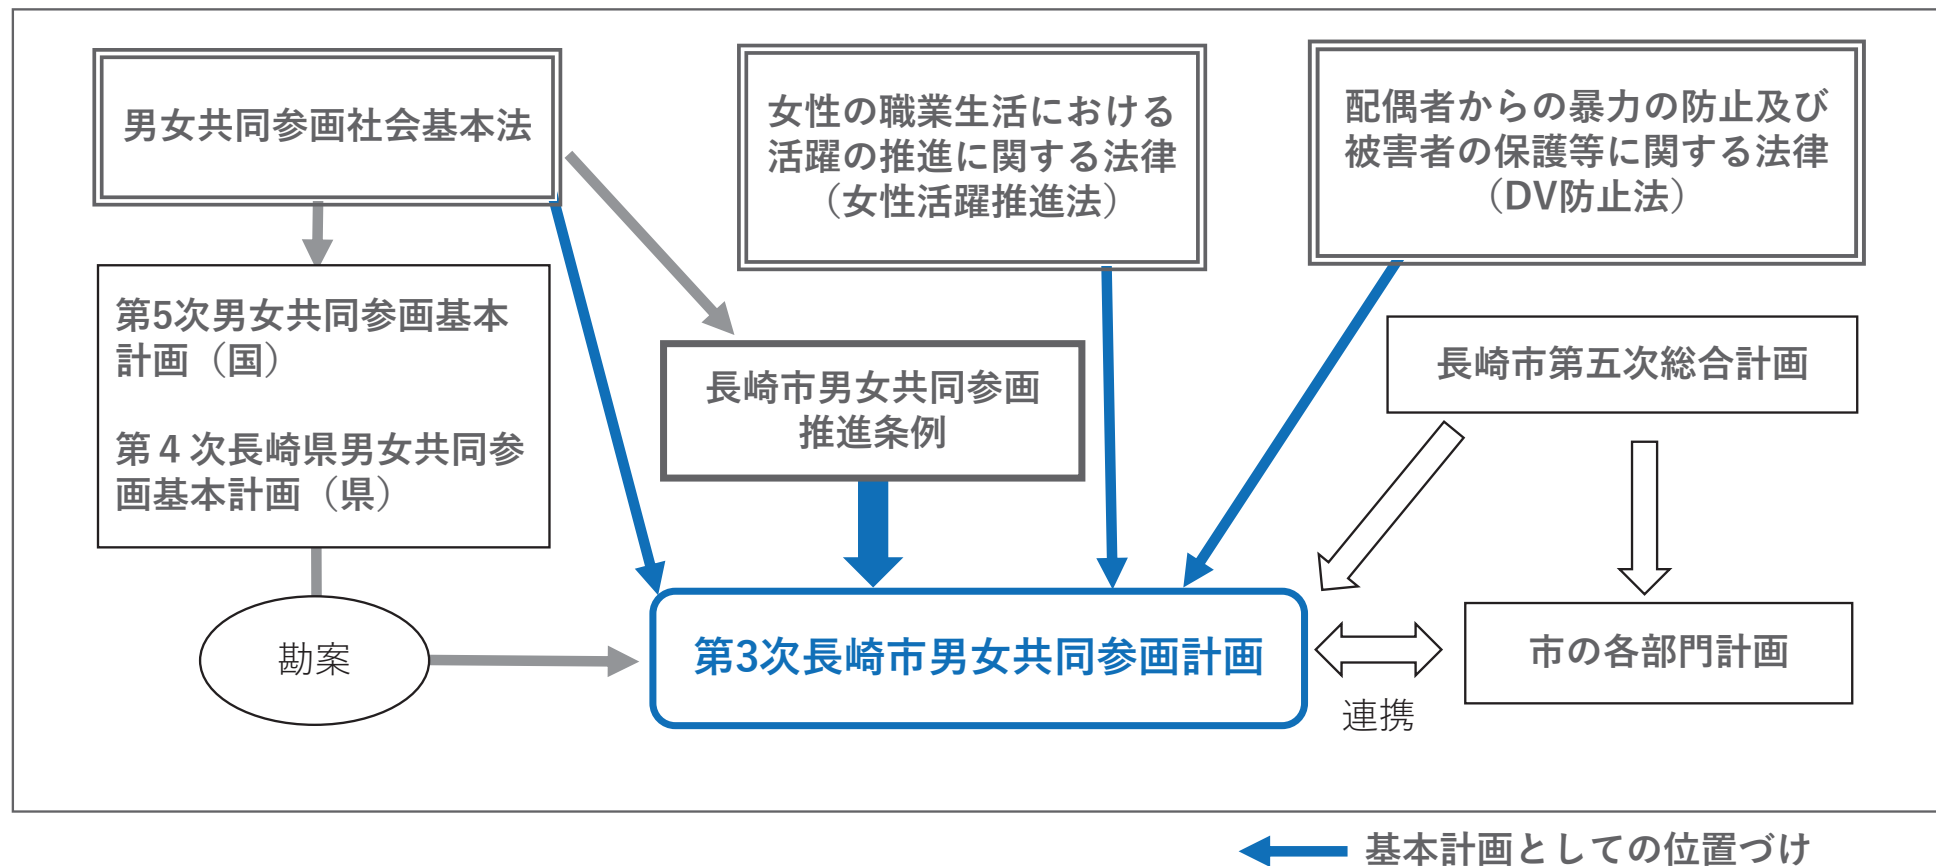 男女共同参画社会基本法
女性の職業生活における
活躍の推進に関する法律
（女性活躍推進法）
配偶者からの暴力の防止及び
被害者の保護等に関する法律
（DV防止法）
第5次男女共同参画基本
計画（国）
第４次長崎県男女共同参
画基本計画（県）
長崎市男女共同参画
推進条例
長崎市第五次総合計画
勘案
第3次長崎市男女共同参画計画
連携
市の各部門計画
基本計画としての位置づけ